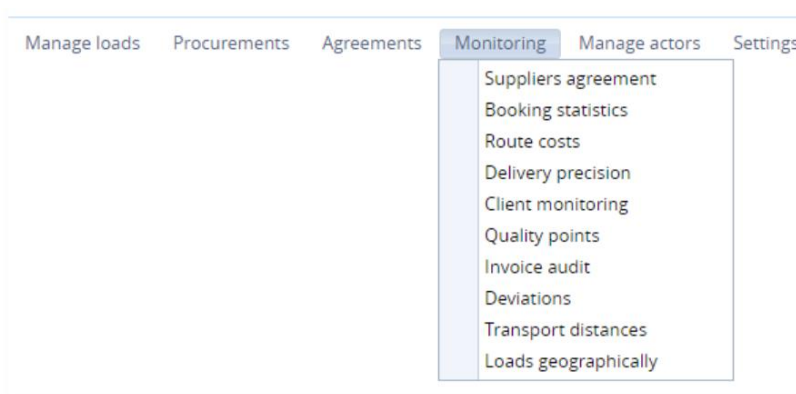 Manage loads Procurements Agreements Monitoring Manage actors Settings
Suppliers agreement
Booking statistics
Route costs
Delivery precision
Client monitoring
Quality points
Invoice audit
Deviations
Transport distances
Loads geographically